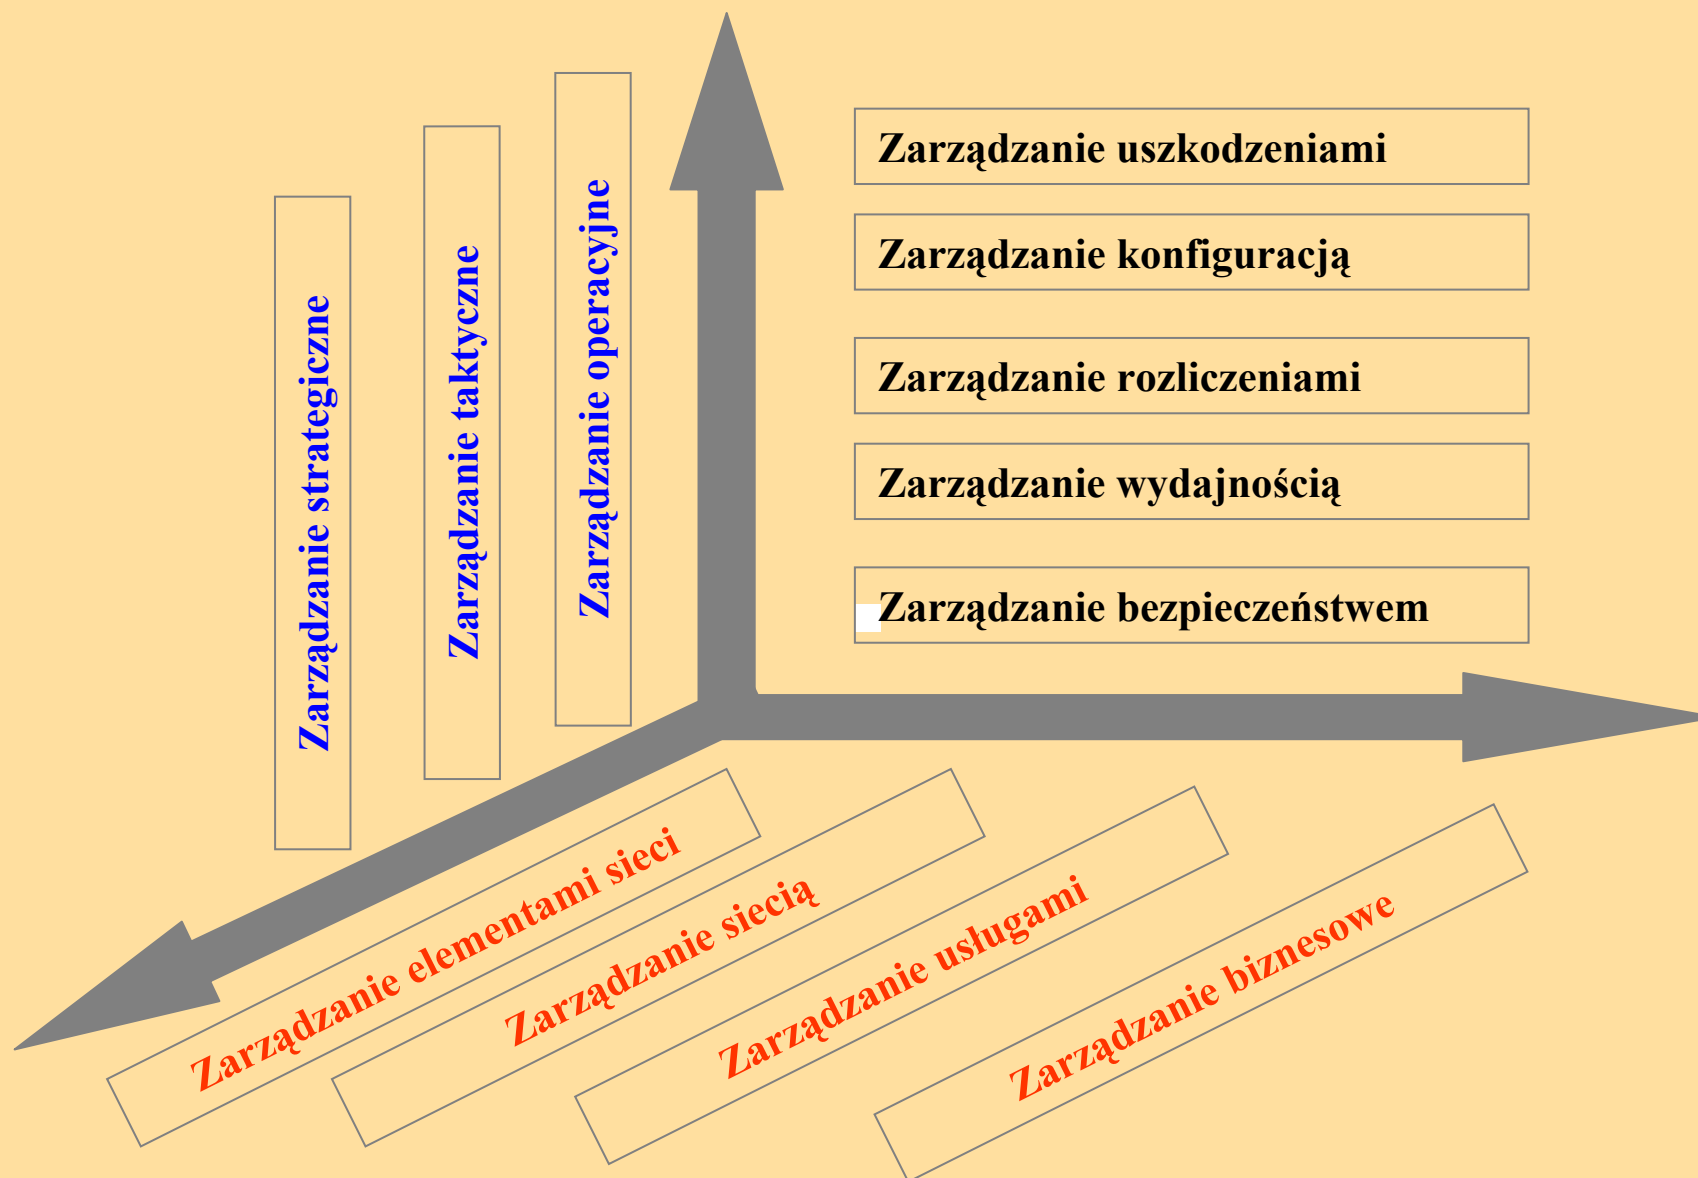 Zarządzanie strategiczne
Zarządzanie taktyczne
Zarządzanie operacyjne
Zarządzanie uszkodzeniami
Zarządzanie konfiguracją
Zarządzanie rozliczeniami
Zarządzanie wydajnością
Zarządzanie bezpieczeństwem
Zarządzanie elementami sieci
Zarządzanie siecią
Zarządzanie usługami
Zarządzanie biznesowe